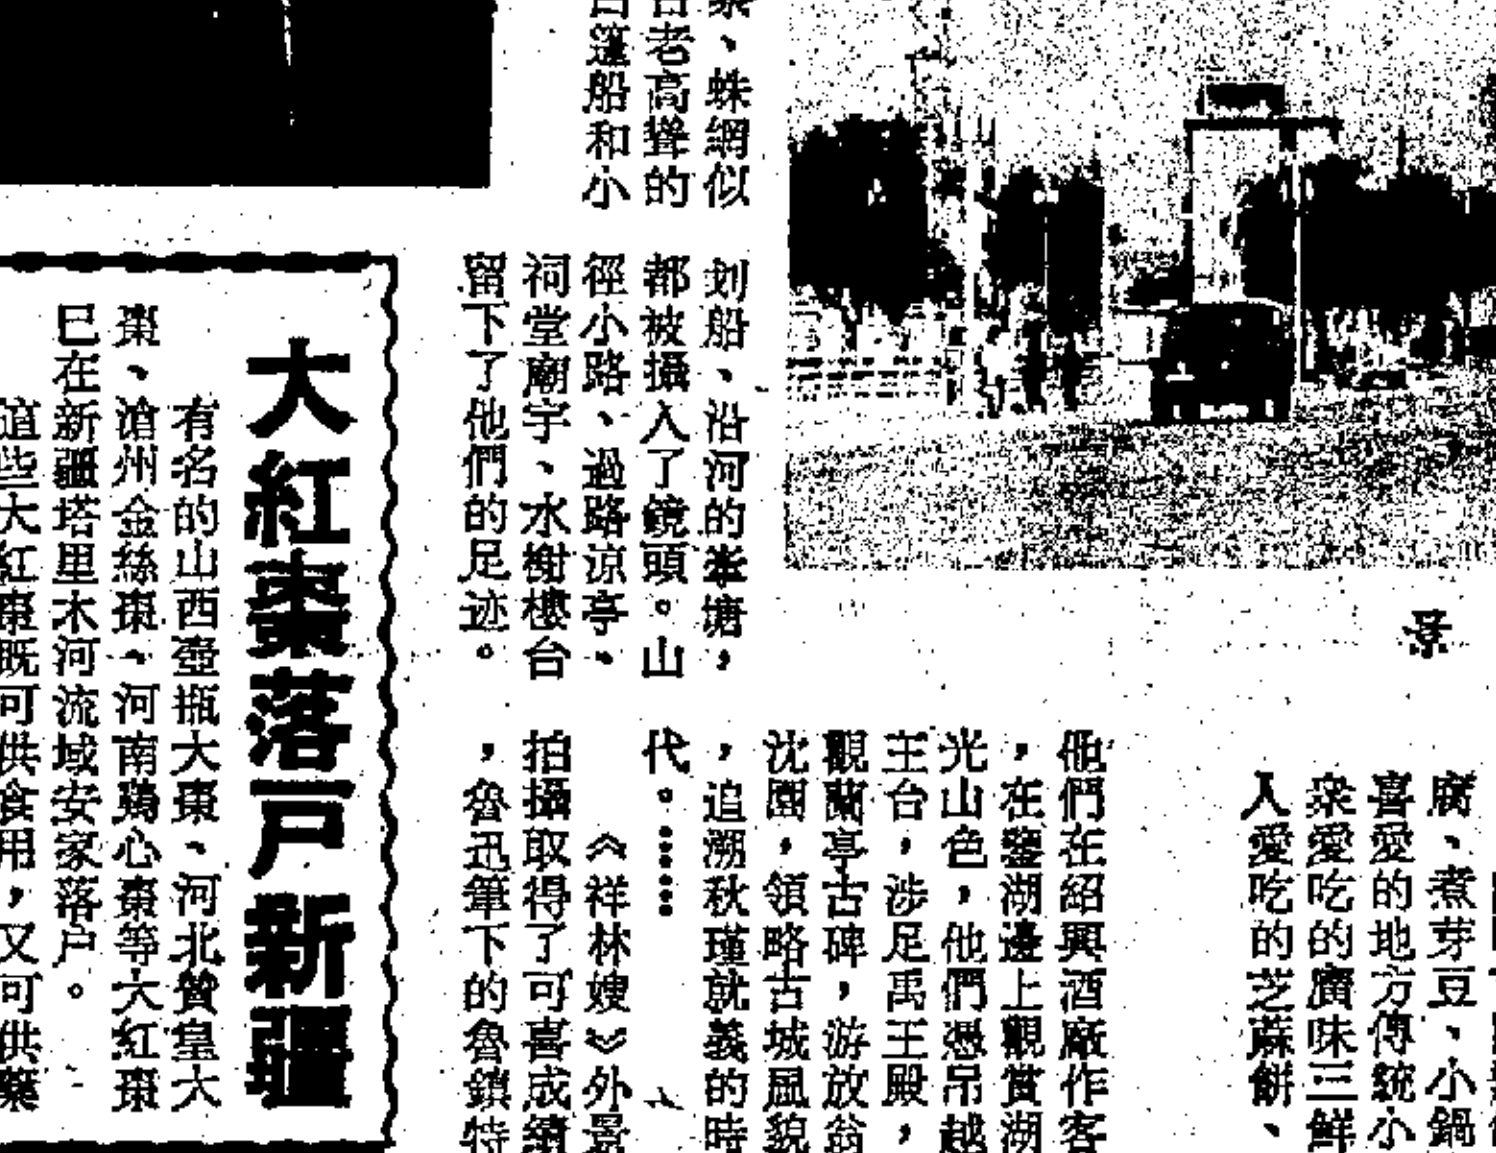 、蛛網似
老高聳的
篷船和小
划船、沿河的牽塘，
都被攝入了鏡頭。山
徑小路、過路涼亭、
祠堂廟宇、水榭樓台
留下了他們的足迹。
景
腐、煮芽豆、小鍋
喜愛的地方傳統小
衆愛吃的廣味三鮮
人愛吃的芝蔴餅、
他們在紹興酒廠作客
，在鑒湖邊上觀賞湖
光山色，他們憑吊越
主台，涉足禹王殿，
觀蘭亭古碑，游放翁
沈園，領略古城風貌
，追溯秋瑾就義的時
代。……
《祥林嫂》外景
拍攝取得了可喜成績
，魯迅筆下的魯鎮特
大紅棗落戸新疆
有名的山西壺瓶大棗、河北贊皇大
棗、滄州金絲棗、河南鷄心棗等大紅棗
已在新疆塔里木河流域安家落户。
這些大紅棗既可供食用，又可供藥